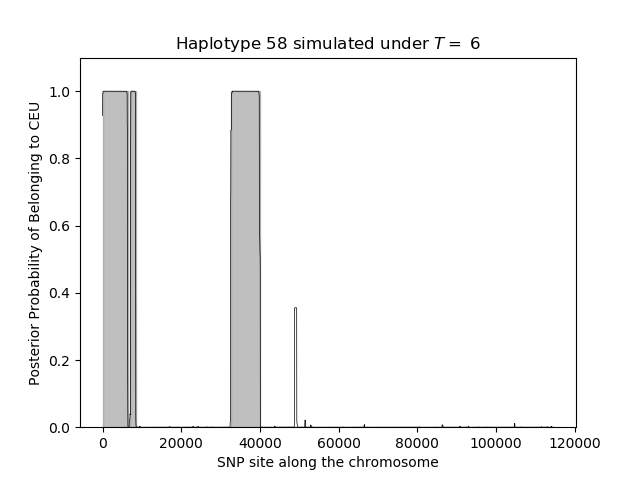 Haplotype 58 simulated under T = 6
Posterior Probability of Belonging to CEU
1.0
0.8
0.6
0.4
0.2
0.0
0 20000 40000 60000 80000 100000 120000
SNP site along the chromosome